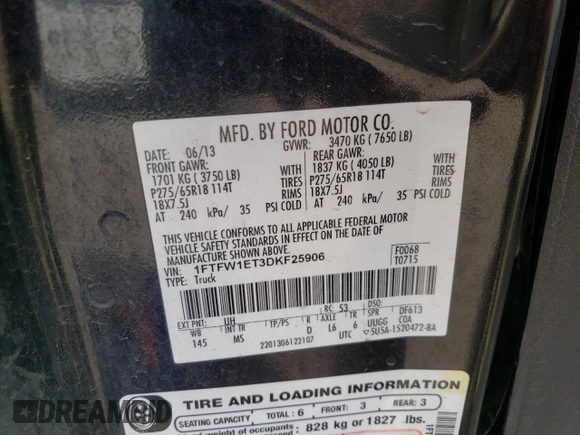 MFD. BY FORD MOTOR CO.
DATE: 06/13 GVWR: 3470 KG ( 7650 LB)
FRONT GAWR: REAR GAWR:
1701 KG ( 3750 LB) 1837 KG ( 4050 LB)
P275/65R18 114T TIRES P275/65R18 114T TIRES
18X7.5J RIMS 18X7.5J RIMS
AT 240 kPa/ 35 PSI COLD AT 240 kPa/ 35 PSI COLD
THIS VEHICLE CONFORMS TO ALL APPLICABLE FEDERAL MOTOR
VEHICLE SAFETY STANDARDS IN EFFECT ON THE DATE OF
MANUFACTURE SHOWN ABOVE.
VIN: 1FTFW1ET3DKF25906 F0068
TYPE: Truck T0715
EXT PNT: UH RC: 53 DSO:
WB INT TR TP/PS R AXLE TR DF613
145 MS D L6 6 UUGG COA
2201306122107 UTC 5U5A-1520472-BA
TIRE AND LOADING INFORMATION
SEATING CAPACITY TOTAL: 6 FRONT: 3 REAR: 3
weight of occupants 828 kg or 1827 lbs.
DREAMBID